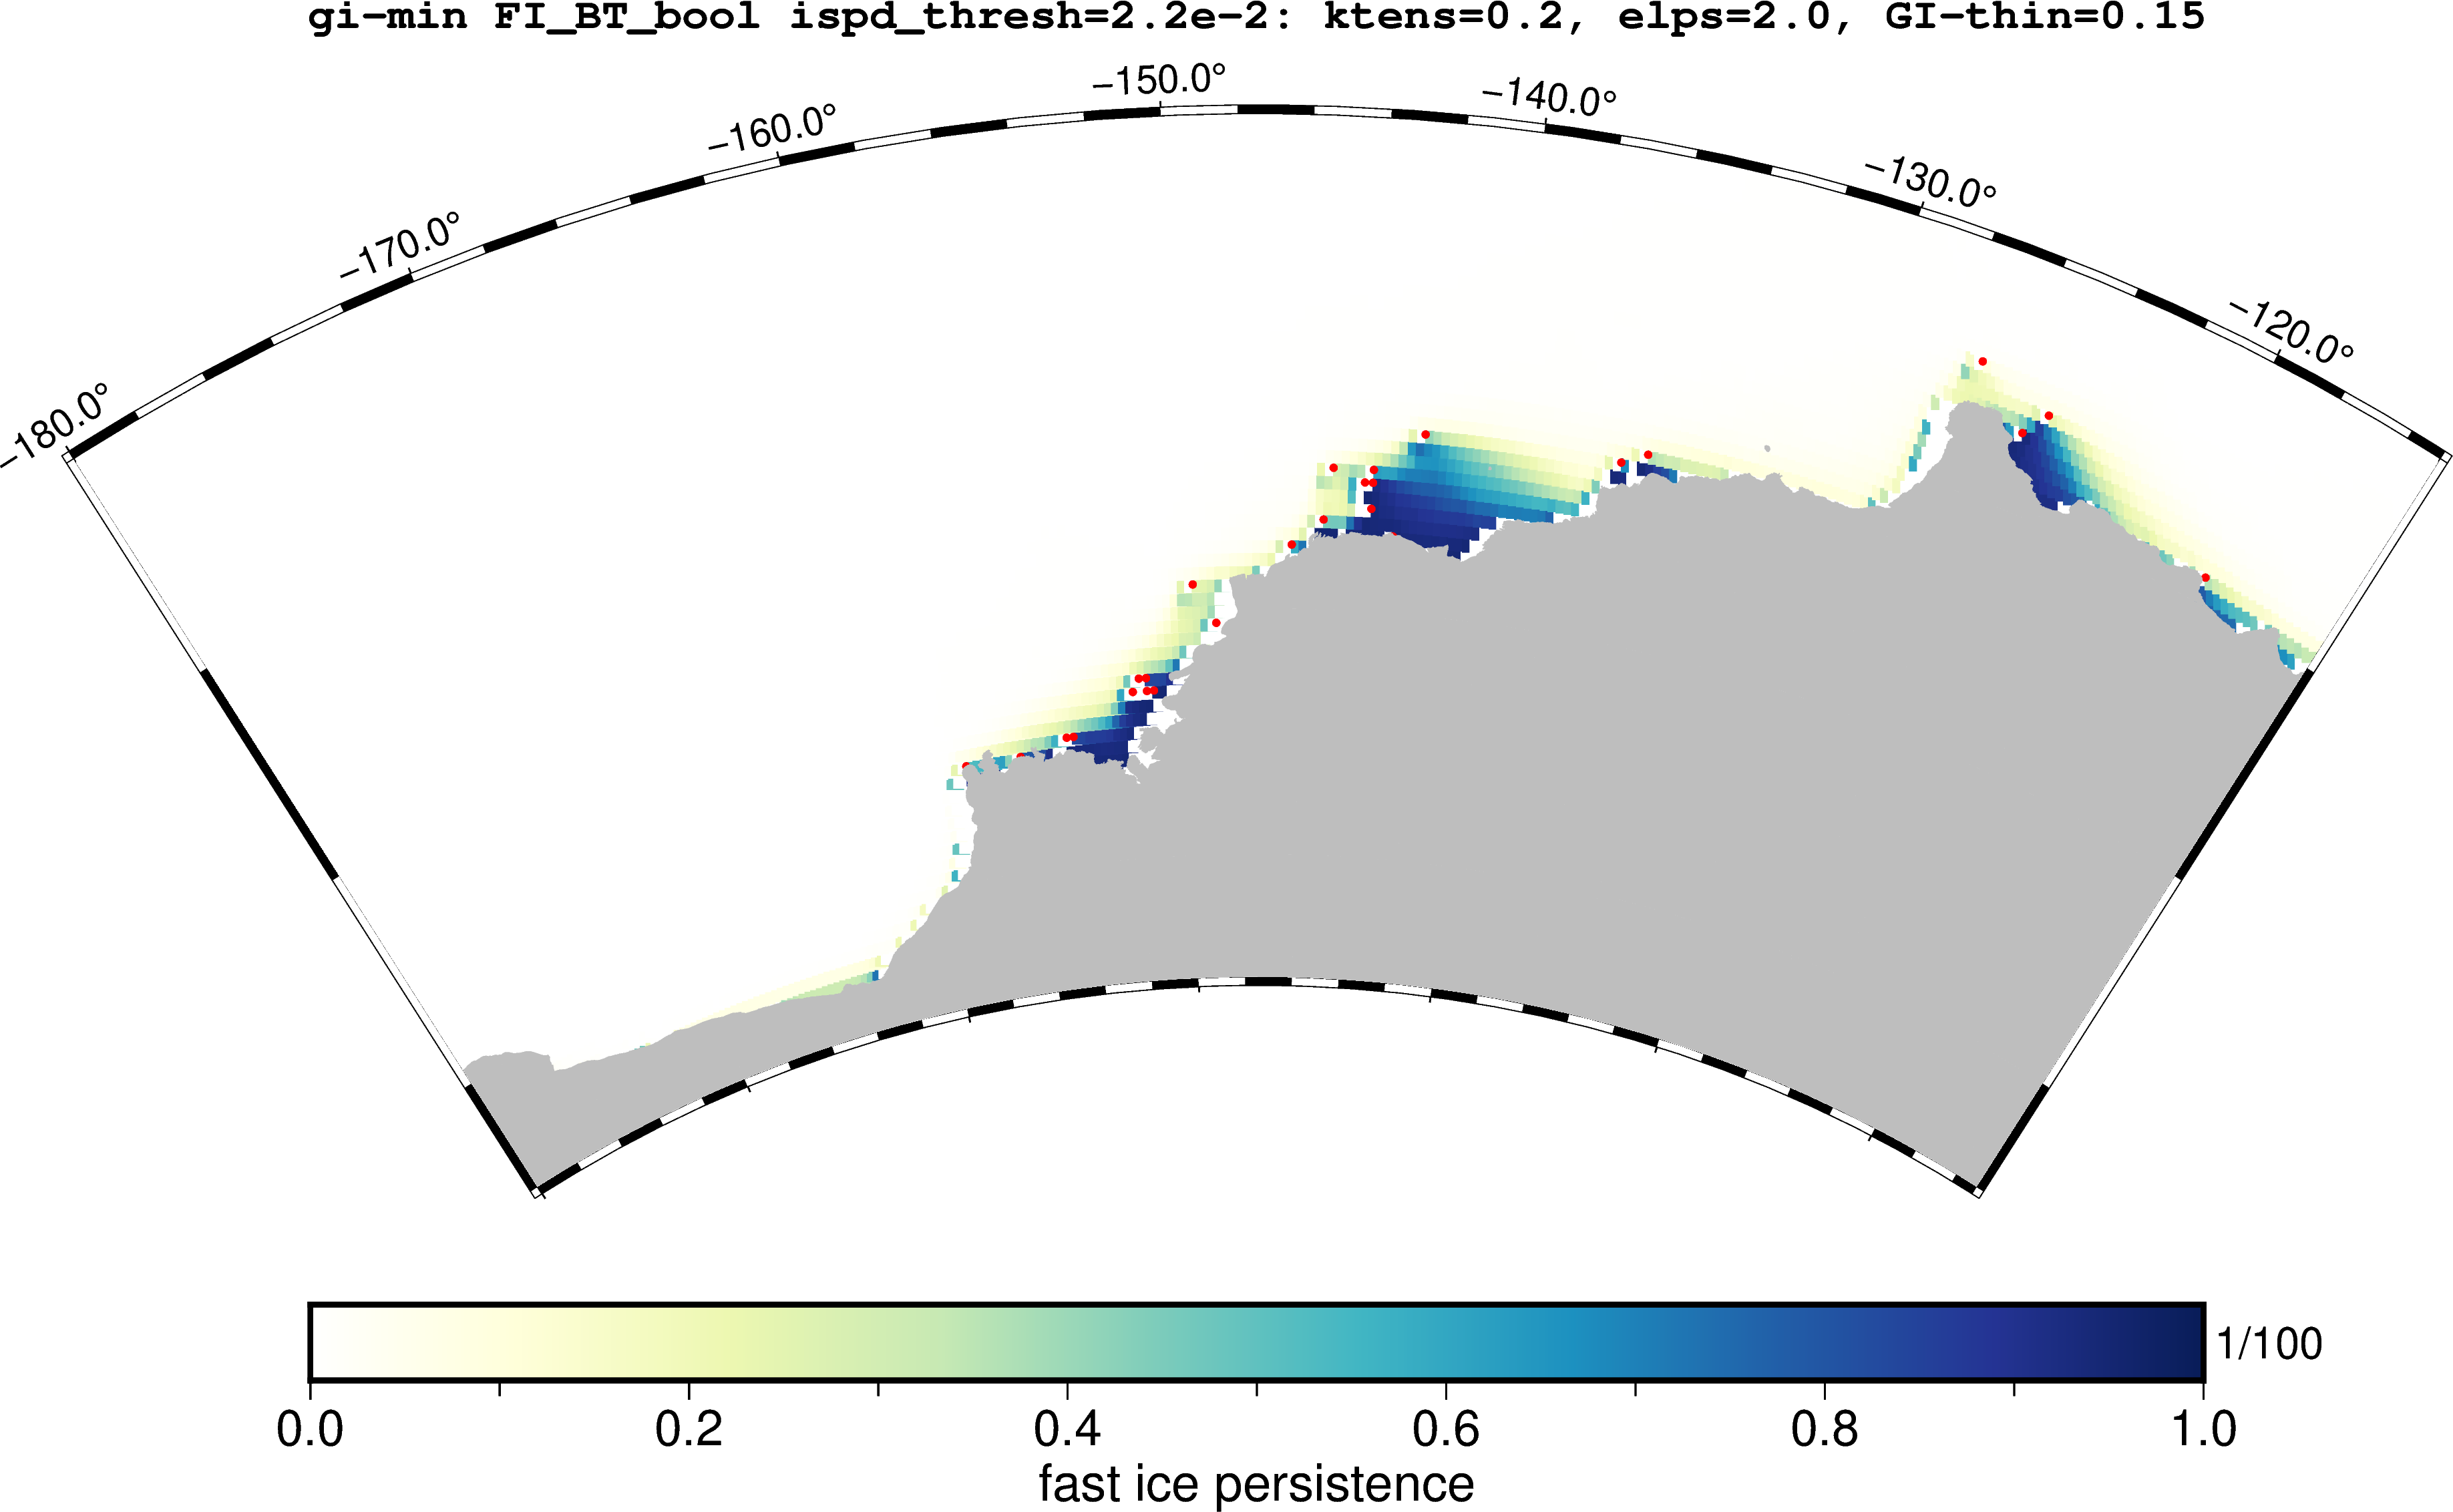 gi-min FI_BT_bool ispd_thresh=2.2e-2: ktens=0.2, elps=2.0, GI-thin=0.15
-180.0°
-170.0°
-160.0°
-150.0°
-140.0°
-130.0°
-120.0°
1/100
0.0 0.2 0.4 0.6 0.8 1.0
fast ice persistence